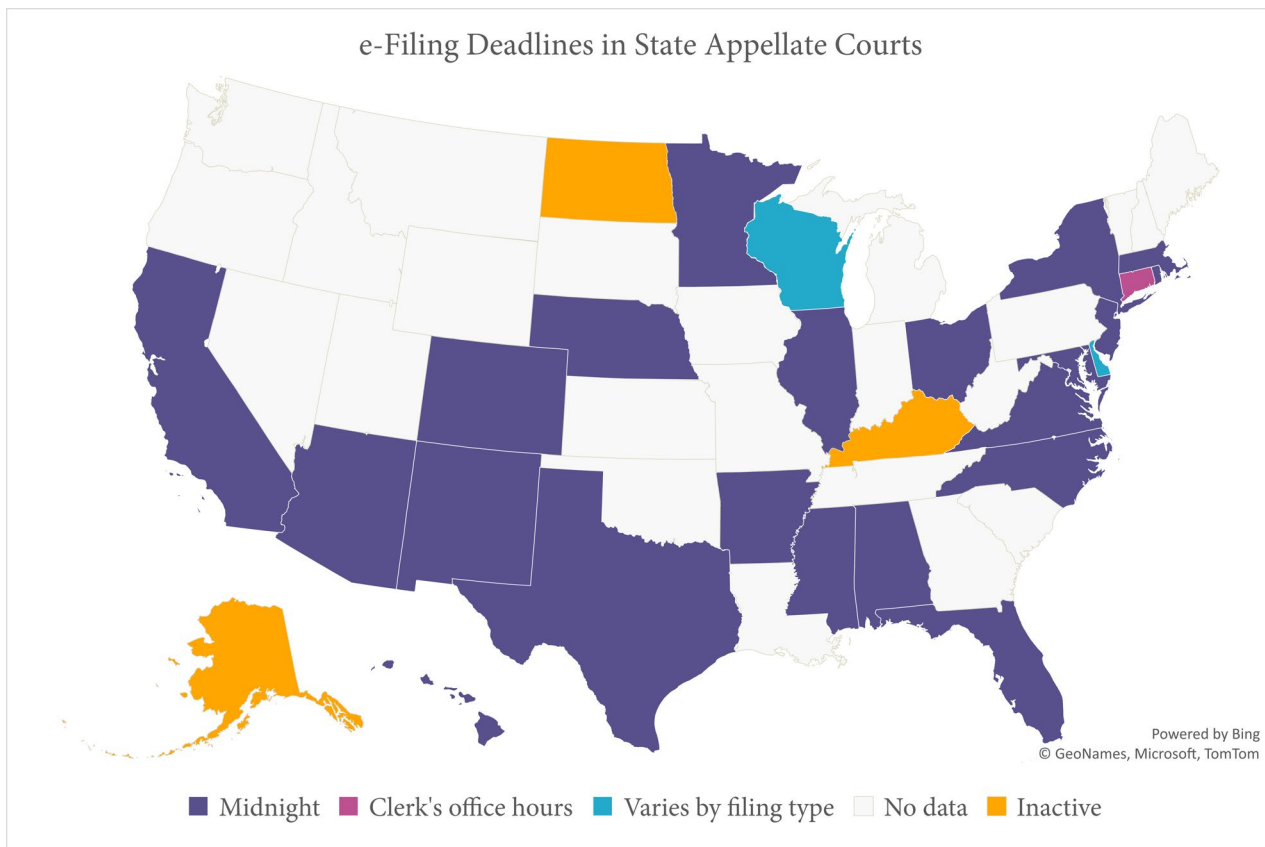 e-Filing Deadlines in State Appellate Courts
Powered by Bing
© GeoNames, Microsoft, TomTom
Midnight
Clerk's office hours
Varies by filing type
No data
Inactive